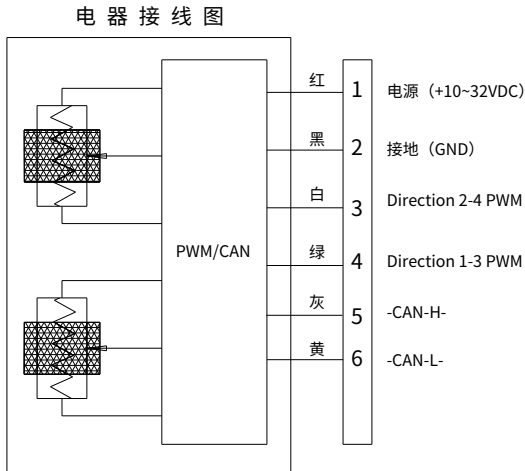 电器接线图
红 1 电源（+10~32VDC）
黑 2 接地（GND）
白 3 Direction 2-4 PWM
PWM/CAN
绿 4 Direction 1-3 PWM
灰 5 -CAN-H-
黄 6 -CAN-L-